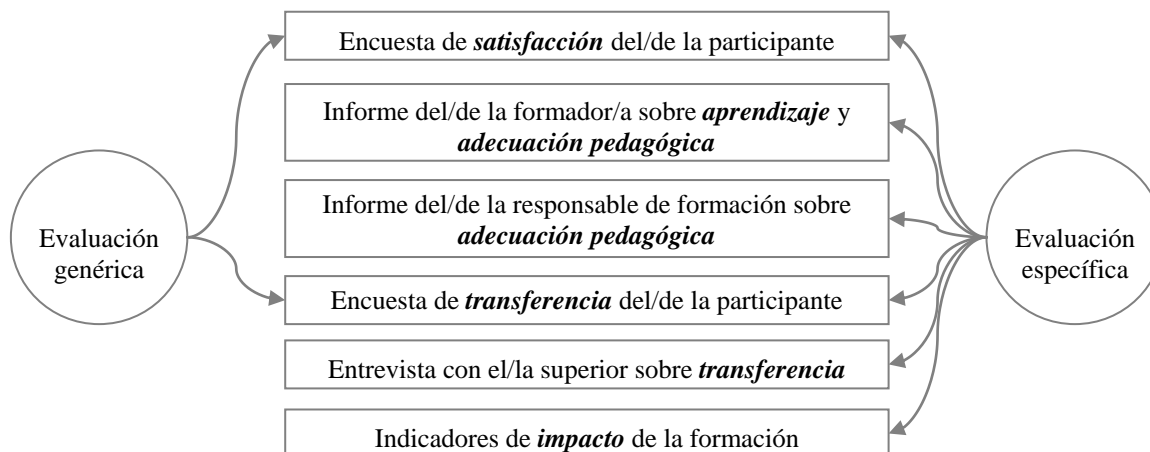 Encuesta de satisfacción del/de la participante
Informe del/de la formador/a sobre aprendizaje y
adecuación pedagógica
Informe del/de la responsable de formación sobre
adecuación pedagógica
Evaluación
genérica
Evaluación
específica
Encuesta de transferencia del/de la participante
Entrevista con el/la superior sobre transferencia
Indicadores de impacto de la formación